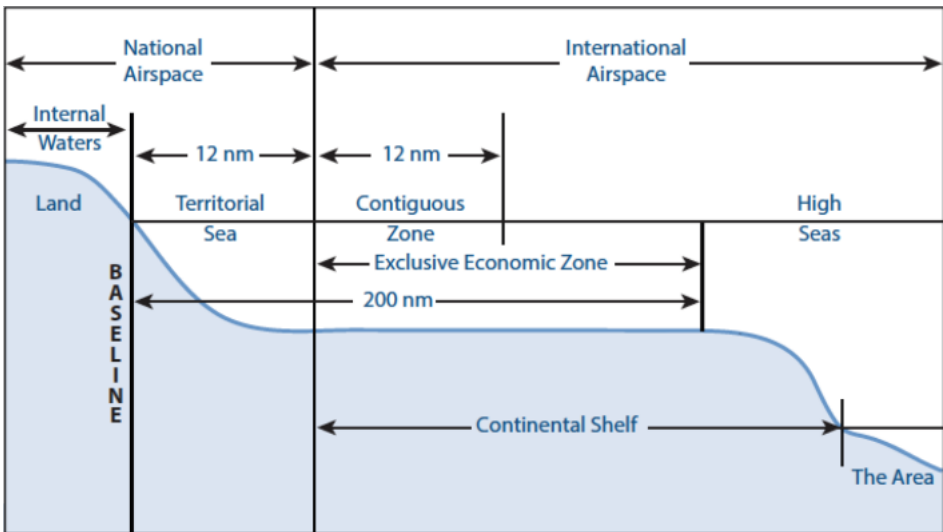 National
Airspace
International
Airspace
Internal
Waters
12 nm
12 nm
Land
Territorial
Sea
Contiguous
Zone
High
Seas
Exclusive Economic Zone
200 nm
BASELINE
Continental Shelf
The Area